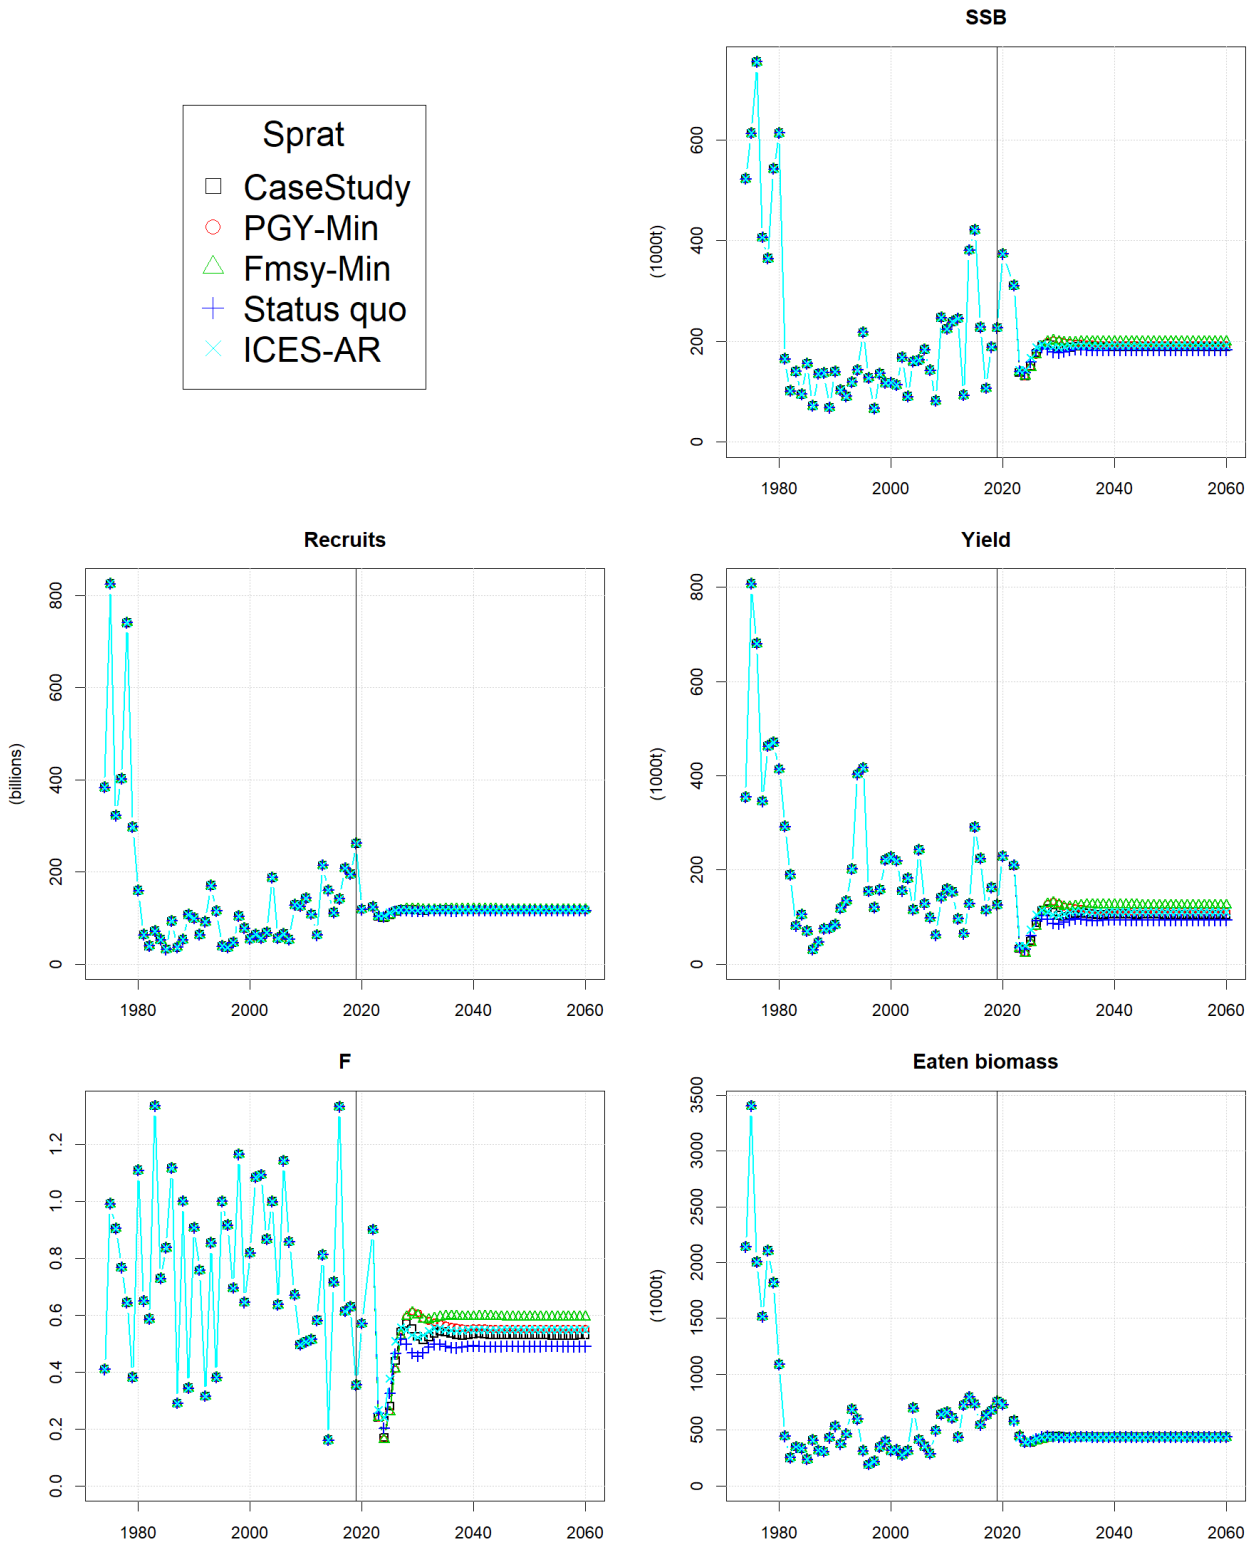 SSB
Sprat
CaseStudy
PGY-Min
Fmsy-Min
Status quo
ICES-AR
(1000t)
600
400
200
0
1980 2000 2020 2040 2060
Recruits
(billions)
800
600
400
200
0
1980 2000 2020 2040 2060
Yield
(1000t)
800
600
400
200
0
1980 2000 2020 2040 2060
F
1.2
1.0
0.8
0.6
0.4
0.2
0.0
1980 2000 2020 2040 2060
Eaten biomass
(1000t)
3500
3000
2500
2000
1500
1000
500
0
1980 2000 2020 2040 2060